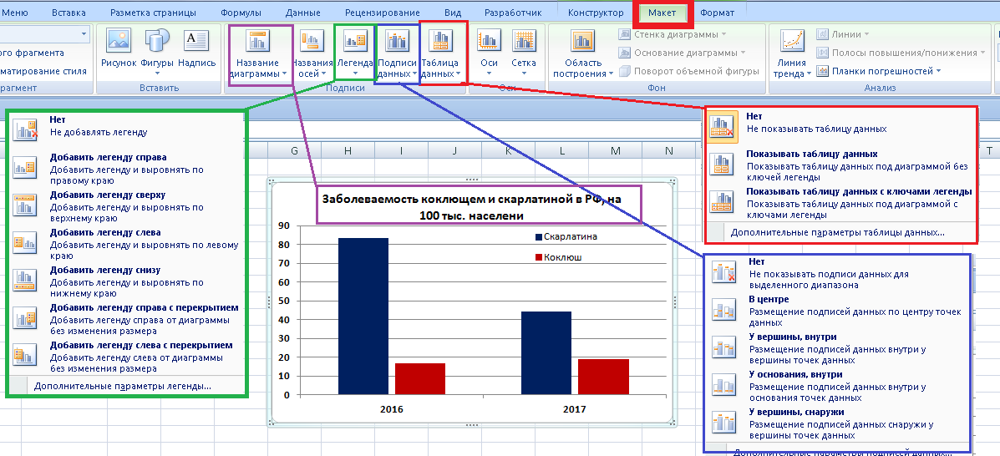 Меню Вставка Разметка страницы Формулы Данные Рецензирование Вид Разработчик Конструктор Макет Формат
ого фрагмента
матирование стиля
рагмент
Рисунок Фигуры Надпись
Вставить
Название диаграммы
Названия осей
Легенда
Подписи данных
Таблица данных
Подписи
Оси Сетка
Оси
Область построения
Стенка диаграммы
Основание диаграммы
Поворот объемной фигуры
Фон
Линия тренда
Линии
Полосы повышения/понижения
Планки погрешностей
Анализ
Нет
Не добавлять легенду
Добавить легенду справа
Добавить легенду и выровнять по
правому краю
Добавить легенду сверху
Добавить легенду и выровнять по
верхнему краю
Добавить легенду слева
Добавить легенду и выровнять по левому
краю
Добавить легенду снизу
Добавить легенду и выровнять по
нижнему краю
Добавить легенду справа с перекрытием
Добавить легенду справа от диаграммы
без изменения размера
Добавить легенду слева с перекрытием
Добавить легенду слева от диаграммы
без изменения размера
Дополнительные параметры легенды...
G H I J K L M N T
Заболеваемость коклющем и скарлатиной в РФ, на
100 тыс. населени
90
80
70
60
50
40
30
20
10
0
Скарлатина
Коклюш
2016 2017
Нет
Не показывать таблицу данных
Показывать таблицу данных
Показывать таблицу данных под диаграммой без
ключей легенды
Показывать таблицу данных с ключами легенды
Показывать таблицу данных под диаграммой с
ключами легенды
Дополнительные параметры таблицы данных...
Нет
Не показывать подписи данных для
выделенного диапазона
В центре
Размещение подписей данных по центру точек
данных
У вершины, внутри
Размещение подписей данных внутри у
вершины точек данных
У основания, внутри
Размещение подписей данных внутри у
основания точек данных
У вершины, снаружи
Размещение подписей данных снаружи у
вершины точек данных
Дополнительные параметры подписей данных...